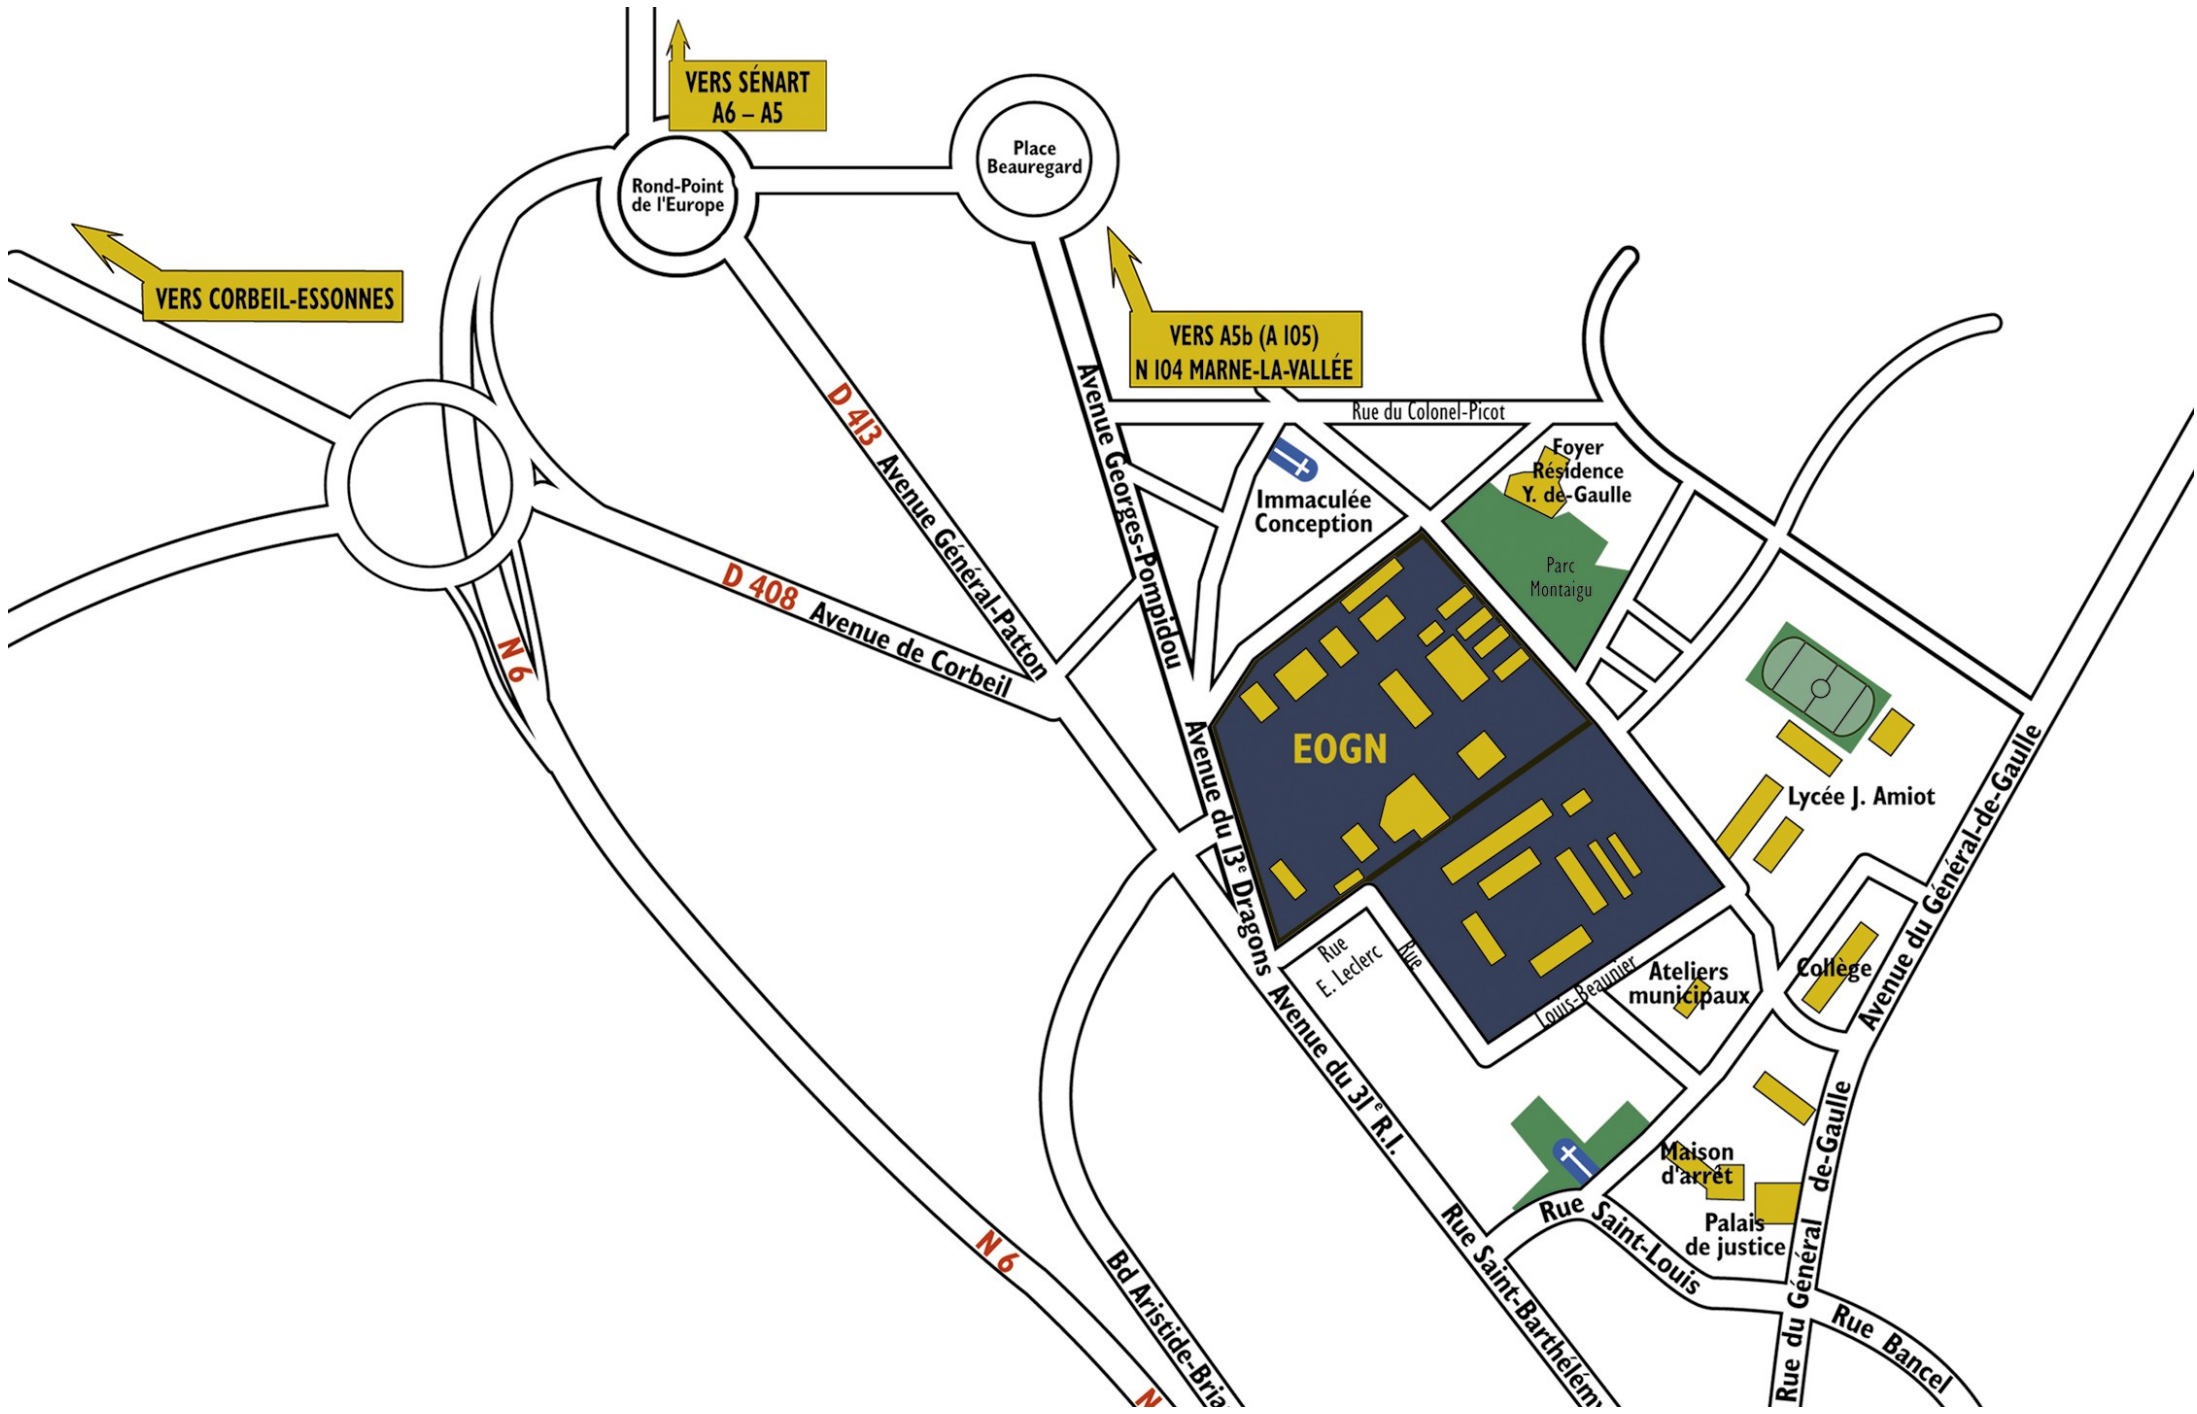 VERS SÉNART
A6 – A5
Place
Beauregard
Rond-Point
de l'Europe
VERS CORBEIL-ESSONNES
VERS A5b (A 105)
N 104 MARNE-LA-VALLÉE
D 413 Avenue Général-Patton
Avenue Georges-Pompidou
Rue du Colonel-Picot
Foyer
Résidence
Y. de-Gaulle
Immaculée
Conception
Parc
Montaigu
D 408 Avenue de Corbeil
N 6
EOGN
Avenue du 13e Dragons
Lycée J. Amiot
Avenue du Général-de-Gaulle
Rue
E. Leclerc
Rue
Louis-Beaunier
Ateliers
municipaux
Collège
Avenue du 31e R.I.
Maison
d'arrêt
Palais
de justice
Rue du Général de-Gaulle
Rue Saint-Louis
Rue Saint-Barthélémy
Rue Bancel
N 6
Bd Aristide-Bria
N